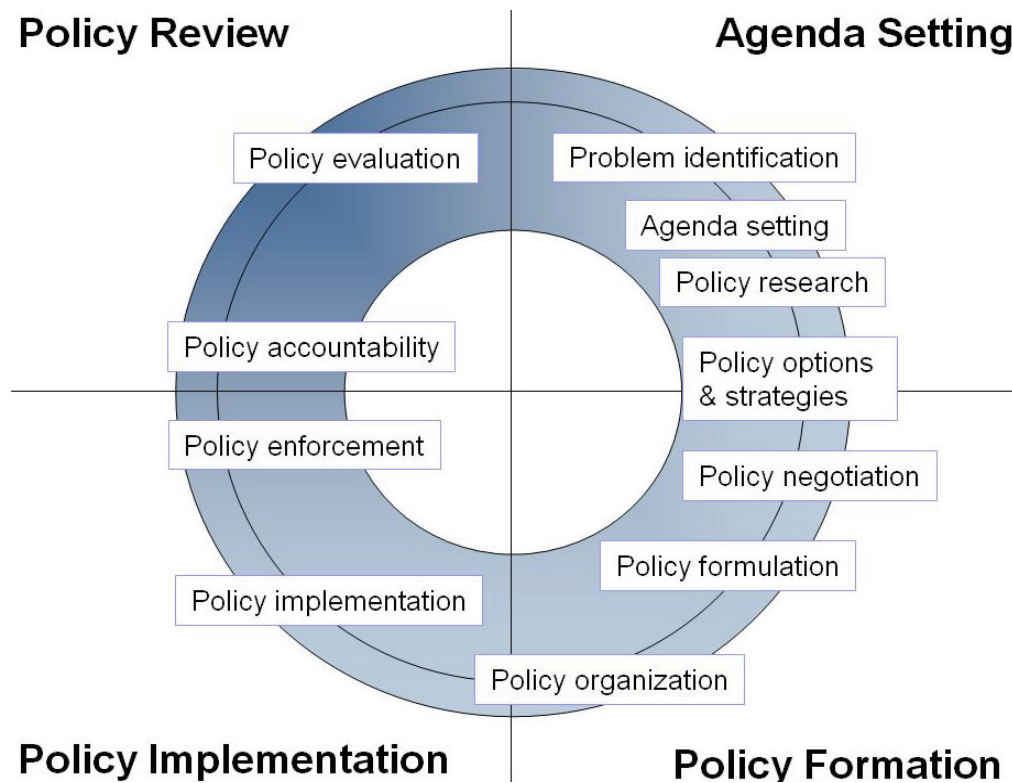 Policy Review
Agenda Setting
Policy evaluation
Problem identification
Agenda setting
Policy research
Policy accountability
Policy options
& strategies
Policy enforcement
Policy negotiation
Policy formulation
Policy implementation
Policy organization
Policy Implementation
Policy Formation